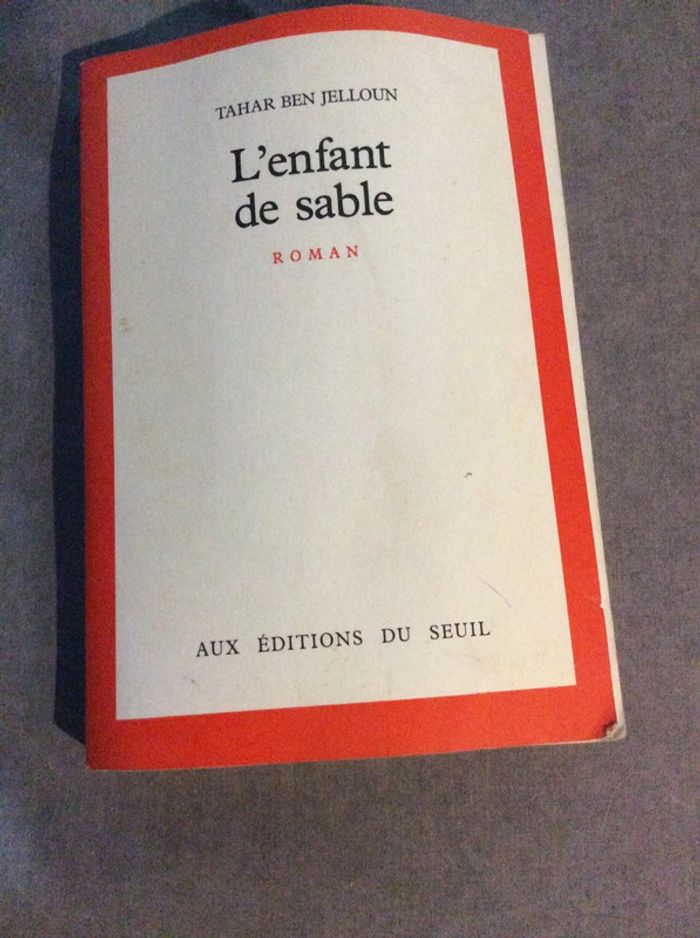 TAHAR BEN JELLOUN
L'enfant
de sable
ROMAN
AUX ÉDITIONS DU SEUIL